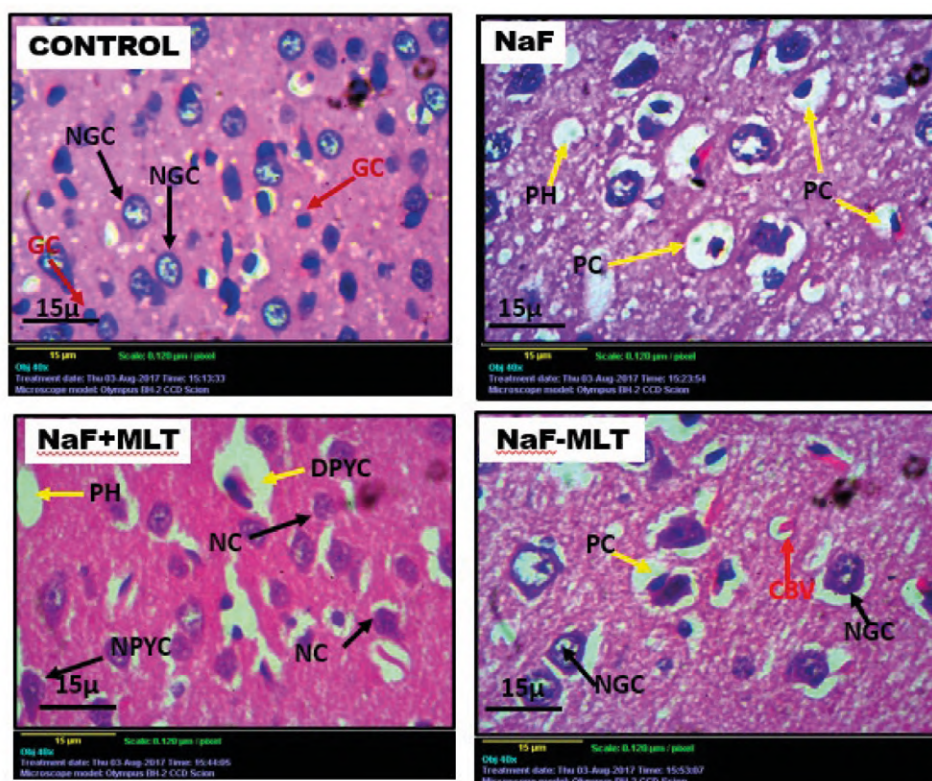 CONTROL
NGC
NGC
GC
GC
15µ
15 µm Scale: 0.120 µm / pixel
Obj 40x
Treatment date: Thu 03-Aug-2017 Time: 15:13:33
Microscope model: Olympus BH-2 CCD Scion
NaF
PH
PC
PC
15µ
15 µm Scale: 0.120 µm / pixel
Obj 40x
Treatment date: Thu 03-Aug-2017 Time: 15:23:54
Microscope model: Olympus BH-2 CCD Scion
NaF+MLT
DPYC
PH
NC
NPYC
NC
15µ
15 µm Scale: 0.120 µm / pixel
Obj 40x
Treatment date: Thu 03-Aug-2017 Time: 15:44:05
Microscope model: Olympus BH-2 CCD Scion
NaF-MLT
PC
CBV
NGC
NGC
15µ
15 µm Scale: 0.120 µm / pixel
Obj 40x
Treatment date: Thu 03-Aug-2017 Time: 15:53:07
Microscope model: Olympus BH-2 CCD Scion